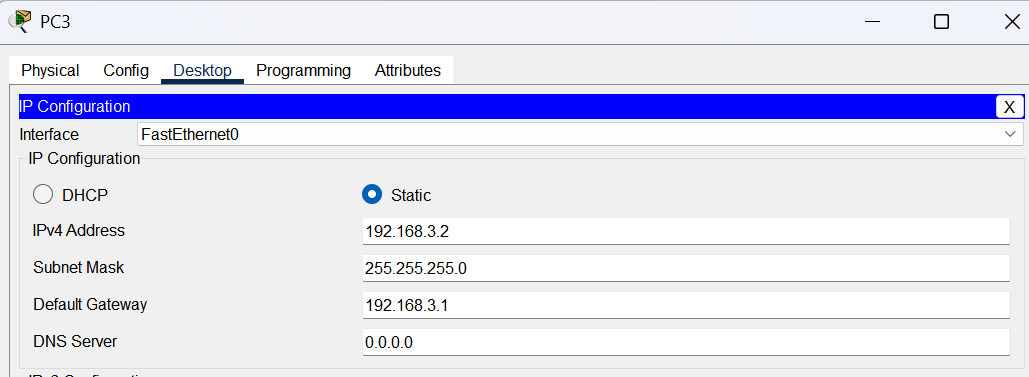 PC3
Physical Config Desktop Programming Attributes
IP Configuration X
Interface FastEthernet0
IP Configuration
DHCP Static
IPv4 Address 192.168.3.2
Subnet Mask 255.255.255.0
Default Gateway 192.168.3.1
DNS Server 0.0.0.0